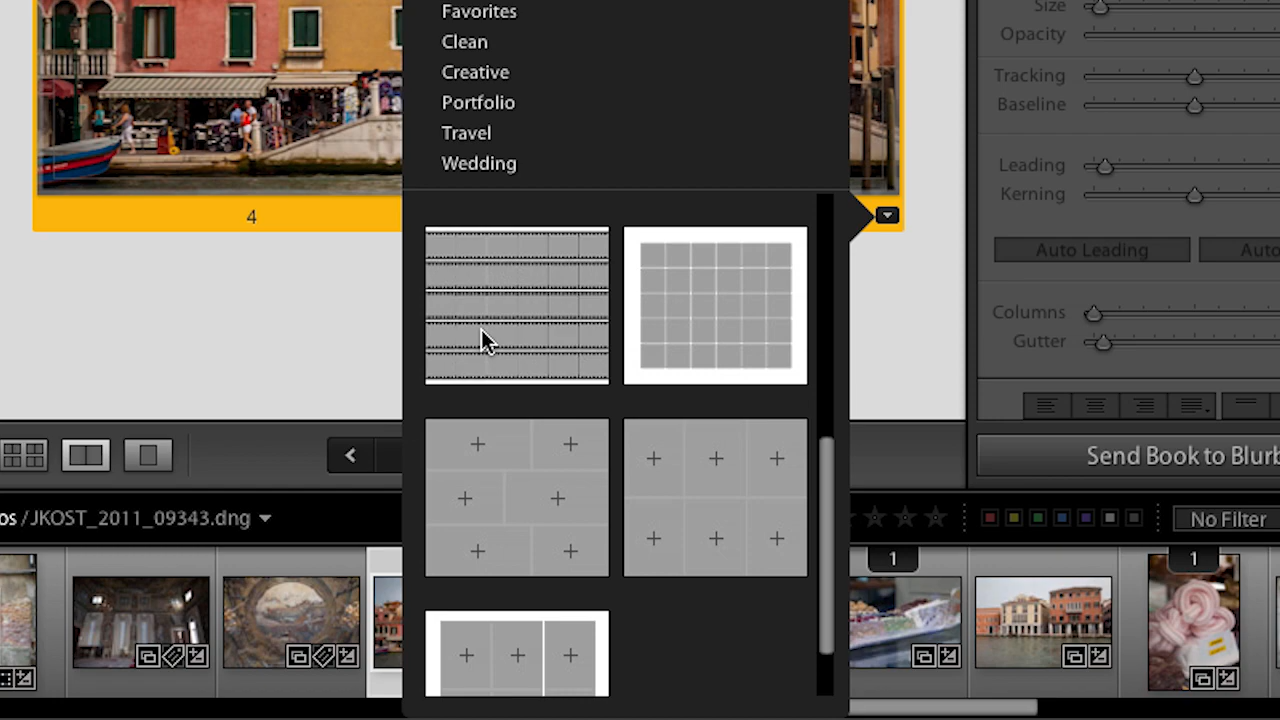 Favorites
Clean
Creative
Portfolio
Travel
Wedding
4
Size
Opacity
Tracking
Baseline
Leading
Kerning
Auto Leading
Auto
Columns
Gutter
Send Book to Blurb
os /JKOST_2011_09343.dng
No Filter
1
1